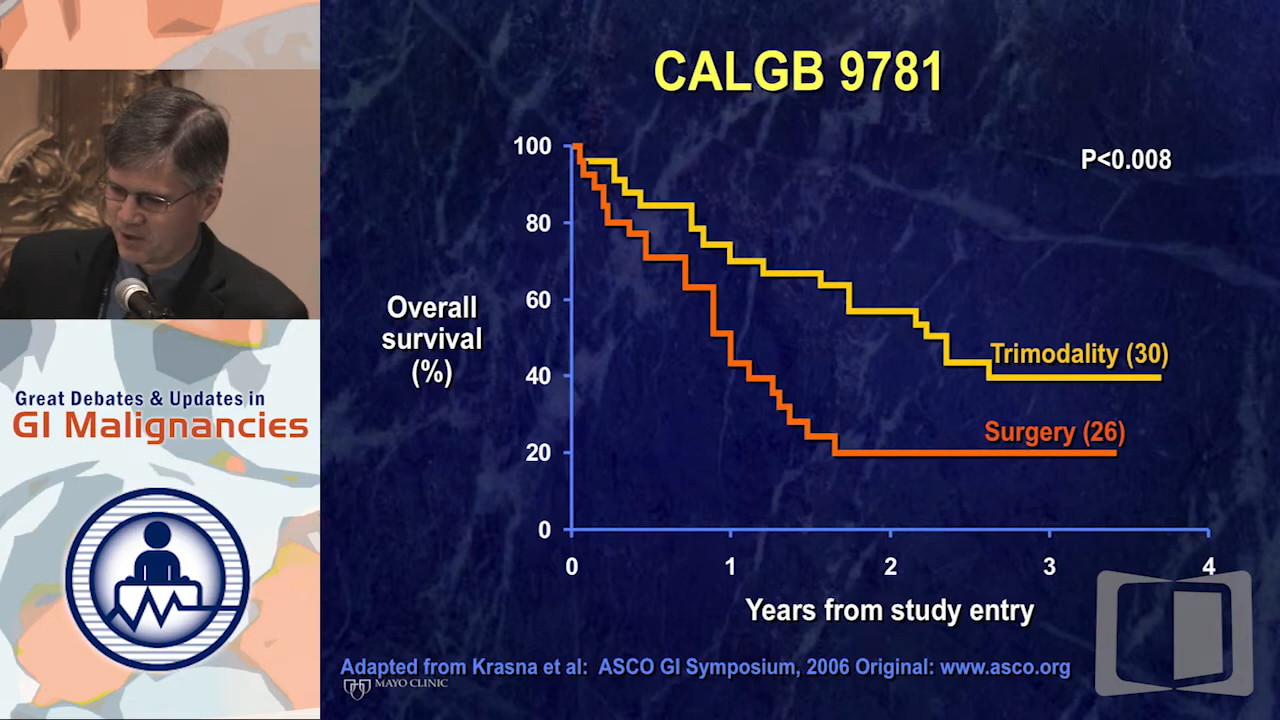 Great Debates & Updates in
GI Malignancies
CALGB 9781
P<0.008
100
80
60
40
20
0
Overall
survival
(%)
Trimodality (30)
Surgery (26)
0 1 2 3 4
Years from study entry
Adapted from Krasna et al: ASCO GI Symposium, 2006 Original: www.asco.org
MAYO CLINIC